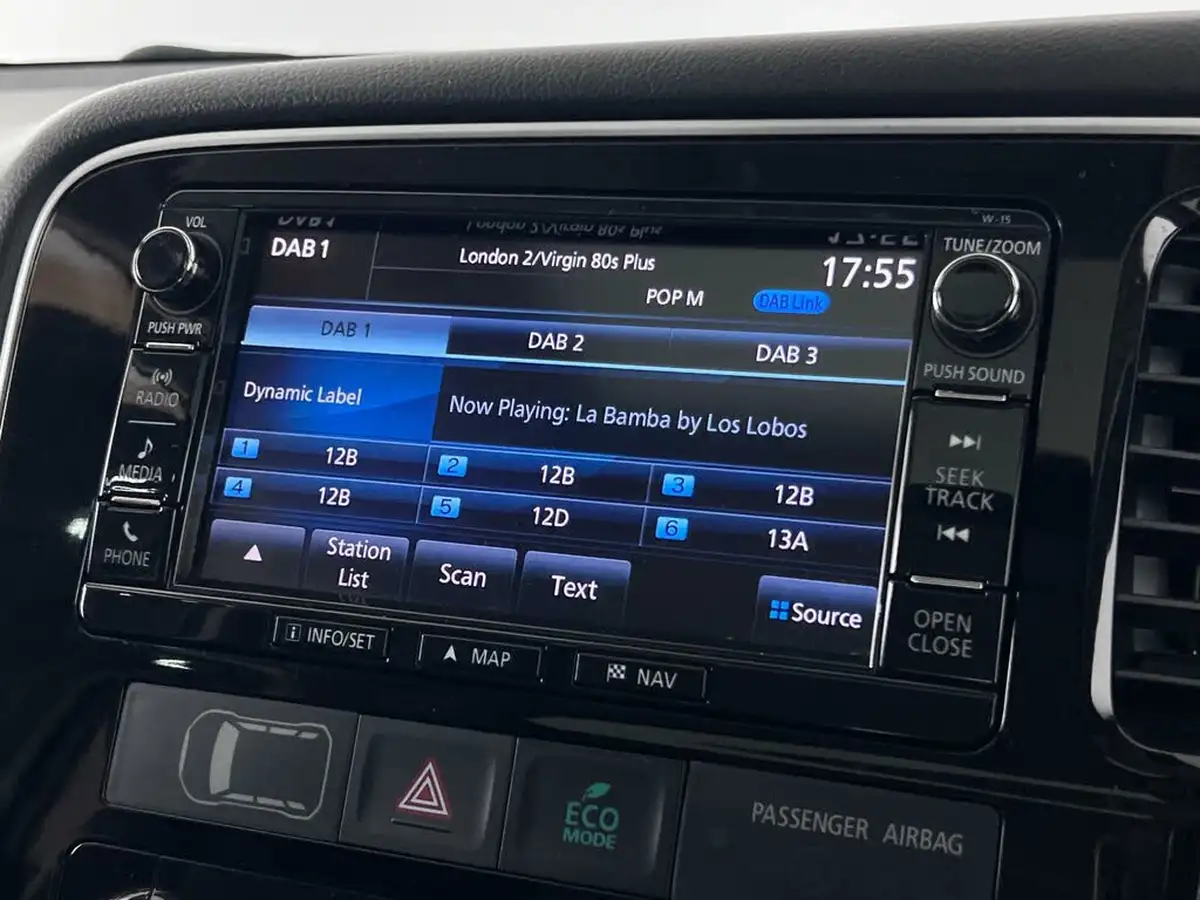 VOL
W-15
DAB 1
London 2/Virgin 80s Plus
17:55
TUNE/ZOOM
POP M
DAB Link
PUSH PWR
DAB 1
DAB 2
DAB 3
PUSH SOUND
RADIO
Dynamic Label
Now Playing: La Bamba by Los Lobos
MEDIA
1 12B
2 12B
3 12B
SEEK
TRACK
4 12B
5 12D
6 13A
PHONE
Station
List
Scan
Text
Source
OPEN
CLOSE
INFO/SET
MAP
NAV
ECO
MODE
PASSENGER AIRBAG